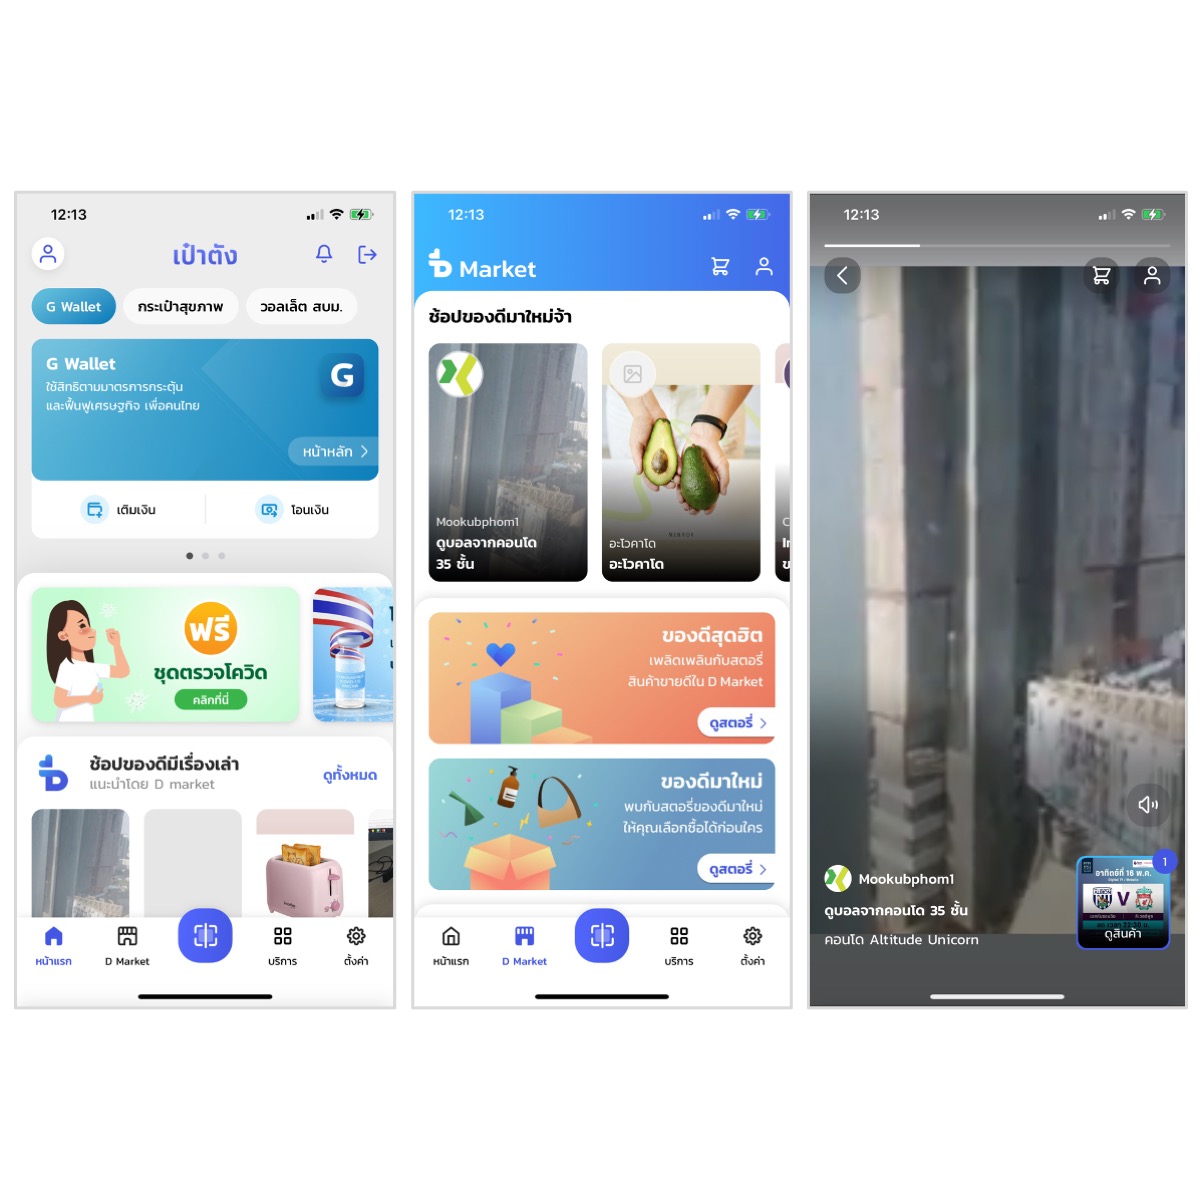 12:13
เป๋าตัง
G Wallet
กระเป๋าสุขภาพ
วอลเล็ต สบม.
G Wallet
ใช้สิทธิตามมาตรการกระตุ้น
และฟื้นฟูเศรษฐกิจ เพื่อคนไทย
G
หน้าหลัก
เติมเงิน
โอนเงิน
ฟรี
ชุดตรวจโควิด
คลิกที่นี่
ช้อปของดีมีเรื่องเล่า
แนะนำโดย D market
ดูทั้งหมด
หน้าแรก
D Market
บริการ
ตั้งค่า
12:13
D Market
ช้อปของดีมาใหม่จ้า
Mookubphom1
ดูบอลจากคอนโด
35 ชั้น
อะโวคาโด
อะโวคาโด
ของดีสุดฮิต
เพลิดเพลินกับสตอรี่
สินค้าขายดีใน D Market
ดูสตอรี่
ของดีมาใหม่
พบกับสตอรี่ของดีมาใหม่
ให้คุณเลือกซื้อได้ก่อนใคร
ดูสตอรี่
หน้าแรก
D Market
บริการ
ตั้งค่า
12:13
Mookubphom1
ดูบอลจากคอนโด 35 ชั้น
คอนโด Altitude Unicorn
1
อาทิตย์ที่ 16 พ.ค.
V
ดูสินค้า